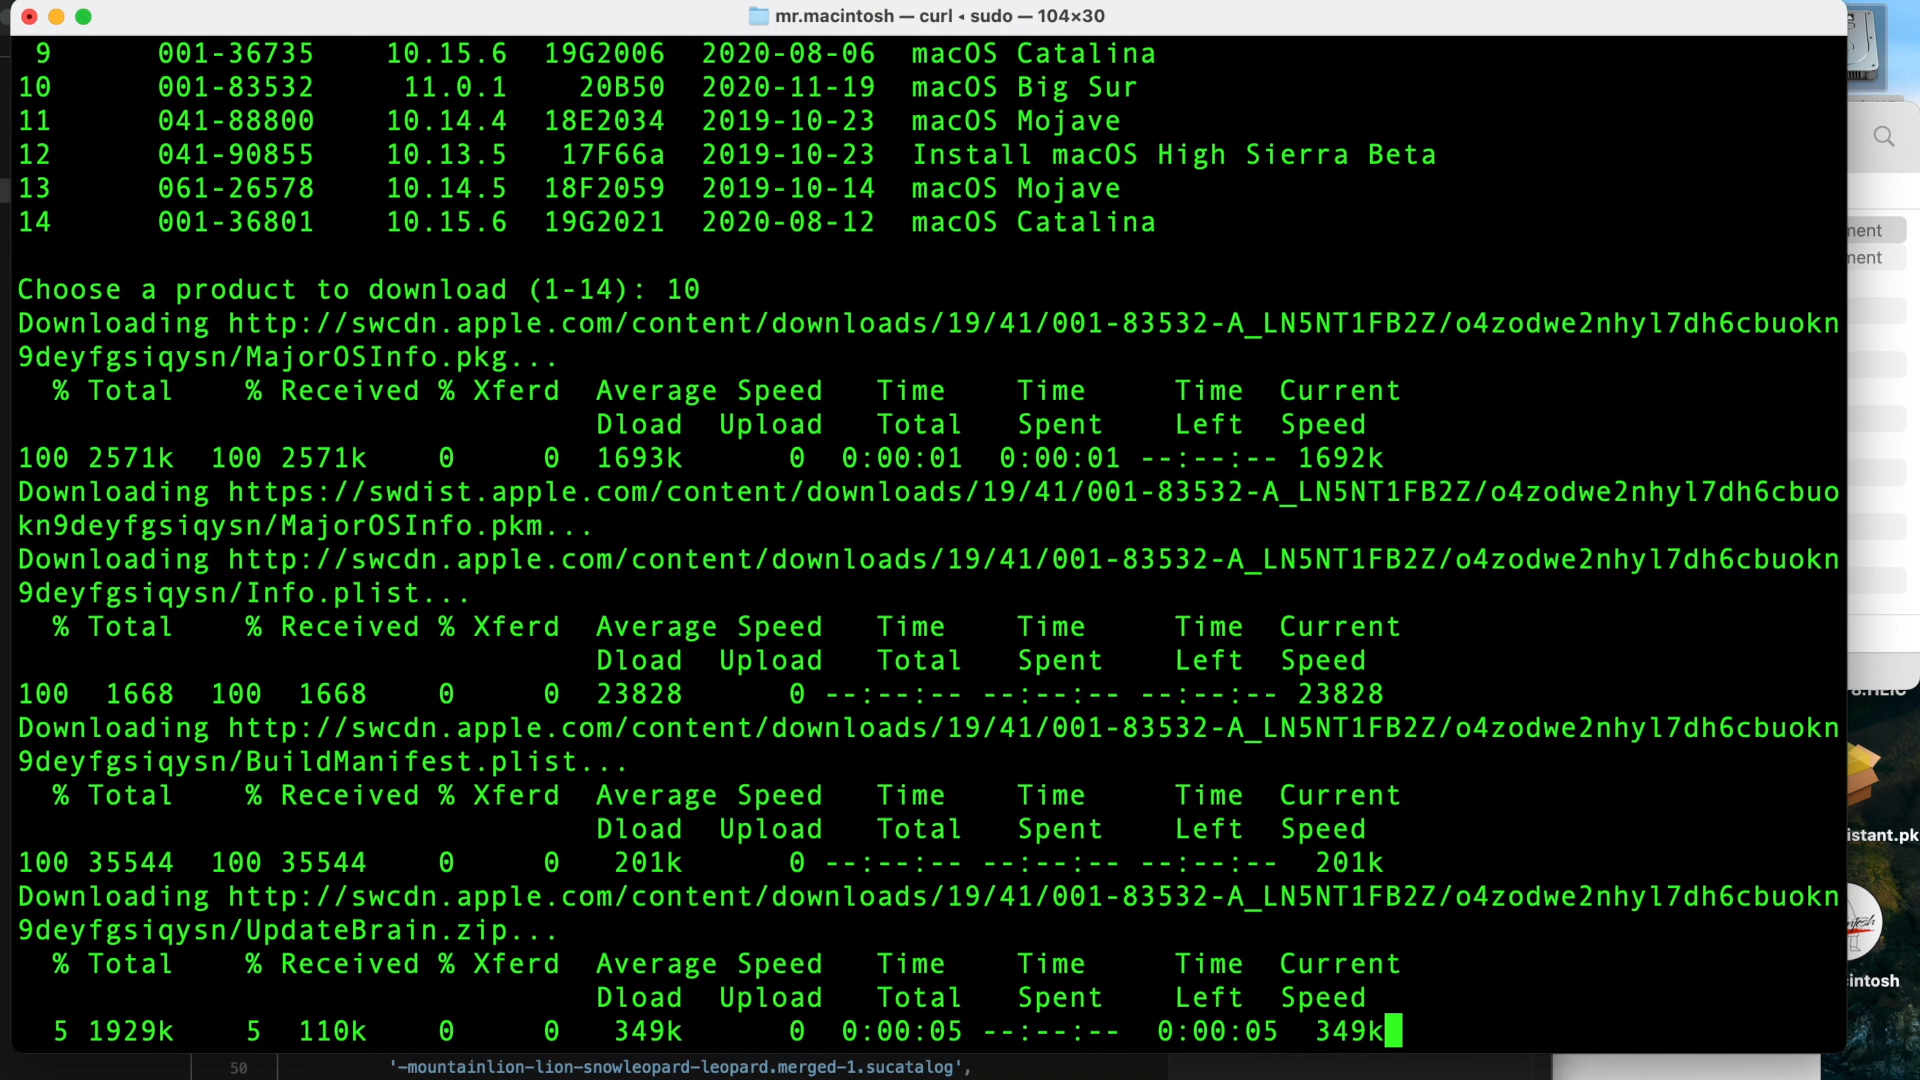 mr.macintosh — curl ◂ sudo — 104×30
9 001-36735 10.15.6 19G2006 2020-08-06 macOS Catalina
10 001-83532 11.0.1 20B50 2020-11-19 macOS Big Sur
11 041-88800 10.14.4 18E2034 2019-10-23 macOS Mojave
12 041-90855 10.13.5 17F66a 2019-10-23 Install macOS High Sierra Beta
13 061-26578 10.14.5 18F2059 2019-10-14 macOS Mojave
14 001-36801 10.15.6 19G2021 2020-08-12 macOS Catalina
Choose a product to download (1-14): 10
Downloading http://swcdn.apple.com/content/downloads/19/41/001-83532-A_LN5NT1FB2Z/o4zodwe2nhyl7dh6cbuokn
9deyfgsiqysn/MajorOSInfo.pkg...
% Total % Received % Xferd Average Speed Time Time Time Current
Dload Upload Total Spent Left Speed
100 2571k 100 2571k 0 0 1693k 0 0:00:01 0:00:01 --:--:-- 1692k
Downloading https://swdist.apple.com/content/downloads/19/41/001-83532-A_LN5NT1FB2Z/o4zodwe2nhyl7dh6cbuo
kn9deyfgsiqysn/MajorOSInfo.pkm...
Downloading http://swcdn.apple.com/content/downloads/19/41/001-83532-A_LN5NT1FB2Z/o4zodwe2nhyl7dh6cbuokn
9deyfgsiqysn/Info.plist...
% Total % Received % Xferd Average Speed Time Time Time Current
Dload Upload Total Spent Left Speed
100 1668 100 1668 0 0 23828 0 --:--:-- --:--:-- --:--:-- 23828
Downloading http://swcdn.apple.com/content/downloads/19/41/001-83532-A_LN5NT1FB2Z/o4zodwe2nhyl7dh6cbuokn
9deyfgsiqysn/BuildManifest.plist...
% Total % Received % Xferd Average Speed Time Time Time Current
Dload Upload Total Spent Left Speed
100 35544 100 35544 0 0 201k 0 --:--:-- --:--:-- --:--:-- 201k
Downloading http://swcdn.apple.com/content/downloads/19/41/001-83532-A_LN5NT1FB2Z/o4zodwe2nhyl7dh6cbuokn
9deyfgsiqysn/UpdateBrain.zip...
% Total % Received % Xferd Average Speed Time Time Time Current
Dload Upload Total Spent Left Speed
5 1929k 5 110k 0 0 349k 0 0:00:05 --:--:-- 0:00:05 349k
50 '-mountainlion-lion-snowleopard-leopard.merged-1.sucatalog',
ment
ment
istant.pk
intosh